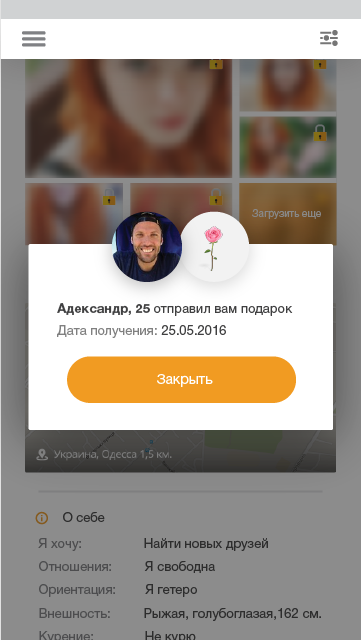 Загрузить еще
Адександр, 25 отправил вам подарок
Дата получения: 25.05.2016
Закрыть
Украина, Одесса 1,5 км.
О себе
Я хочу: Найти новых друзей
Отношения: Я свободна
Ориентация: Я гетеро
Внешность: Рыжая, голубоглазая,162 см.
Курение: Не курю